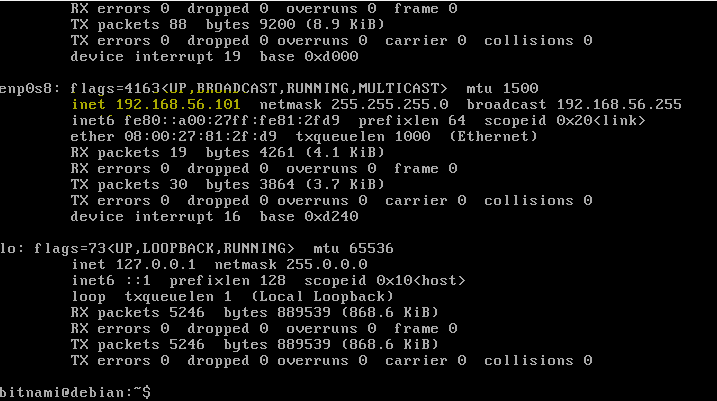 RX errors 0  dropped 0  overruns 0  frame 0
TX packets 88  bytes 9200 (8.9 KiB)
TX errors 0  dropped 0 overruns 0  carrier 0  collisions 0
device interrupt 19  base 0xd000
enp0s8: flags=4163<UP,BROADCAST,RUNNING,MULTICAST>  mtu 1500
inet 192.168.56.101  netmask 255.255.255.0  broadcast 192.168.56.255
inet6 fe80::a00:27ff:fe81:2fd9  prefixlen 64  scopeid 0x20<link>
ether 08:00:27:81:2f:d9  txqueuelen 1000  (Ethernet)
RX packets 19  bytes 4261 (4.1 KiB)
RX errors 0  dropped 0  overruns 0  frame 0
TX packets 30  bytes 3864 (3.7 KiB)
TX errors 0  dropped 0 overruns 0  carrier 0  collisions 0
device interrupt 16  base 0xd240
lo: flags=73<UP,LOOPBACK,RUNNING>  mtu 65536
inet 127.0.0.1  netmask 255.0.0.0
inet6 ::1  prefixlen 128  scopeid 0x10<host>
loop  txqueuelen 1  (Local Loopback)
RX packets 5246  bytes 889539 (868.6 KiB)
RX errors 0  dropped 0  overruns 0  frame 0
TX packets 5246  bytes 889539 (868.6 KiB)
TX errors 0  dropped 0 overruns 0  carrier 0  collisions 0
bitnami@debian:~$